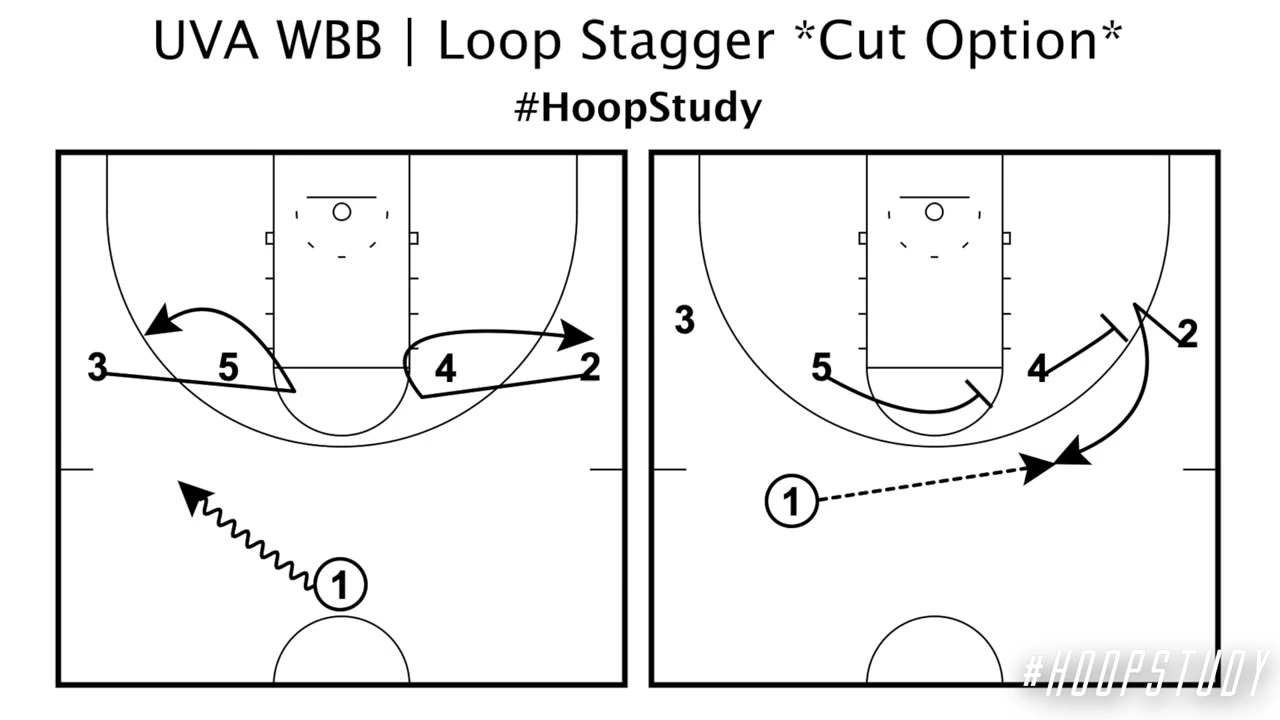 UVA WBB | Loop Stagger *Cut Option*
#HoopStudy
3 5 4 2
1
3 2
5 4
1
#HOOPSTUDY